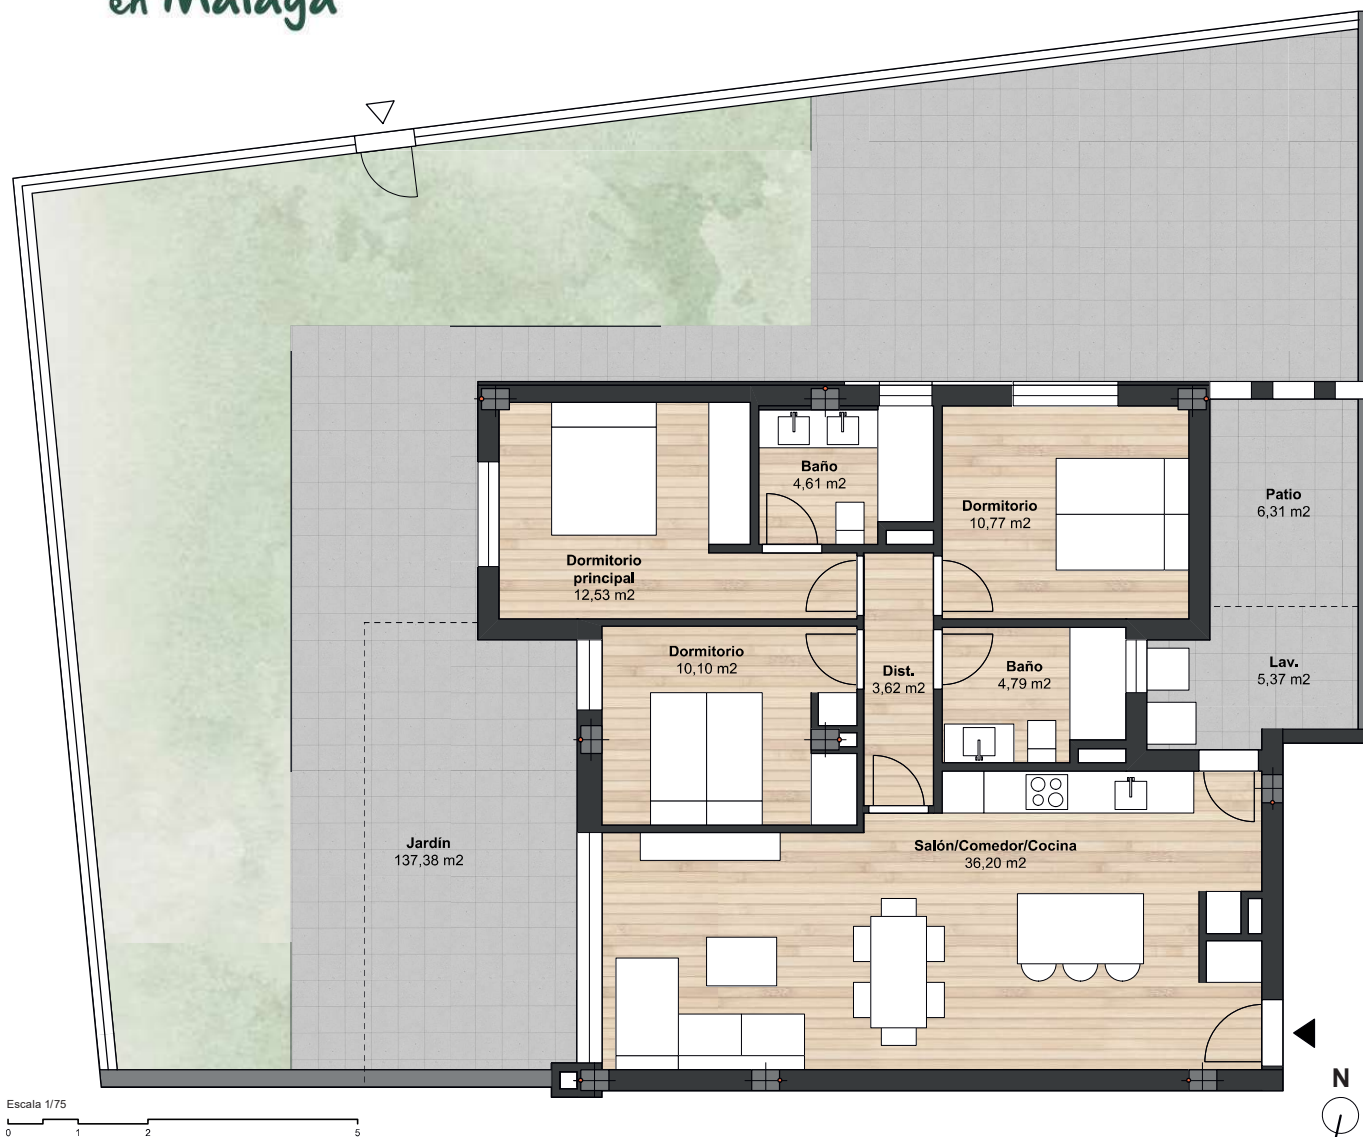 en Málaga
Baño
4,61 m2
Dormitorio
10,77 m2
Patio
6,31 m2
Dormitorio
principal
12,53 m2
Dormitorio
10,10 m2
Dist.
3,62 m2
Baño
4,79 m2
Lav.
5,37 m2
Jardín
137,38 m2
Salón/Comedor/Cocina
36,20 m2
N
Escala 1/75
0 1 2 5